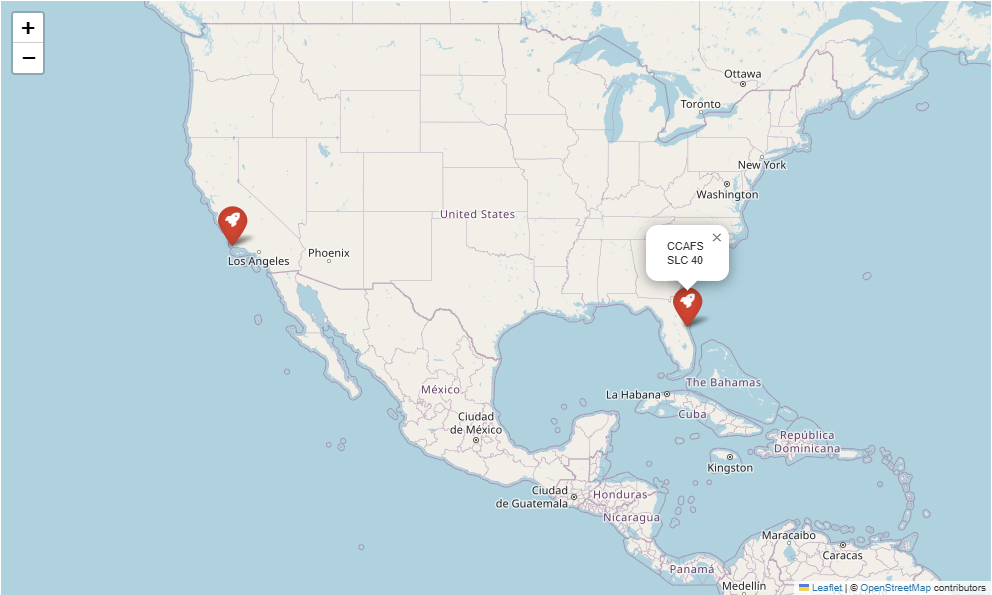 +
−
Ottawa
Toronto
New York
Washington
United States
CCAFS
SLC 40
×
Los Angeles
Phoenix
The Bahamas
México
La Habana
Cuba
Ciudad
de México
República
Dominicana
Kingston
Ciudad
de Guatemala
Honduras
Nicaragua
Maracaibo
Caracas
Panamá
Medellín
Leaflet | © OpenStreetMap contributors